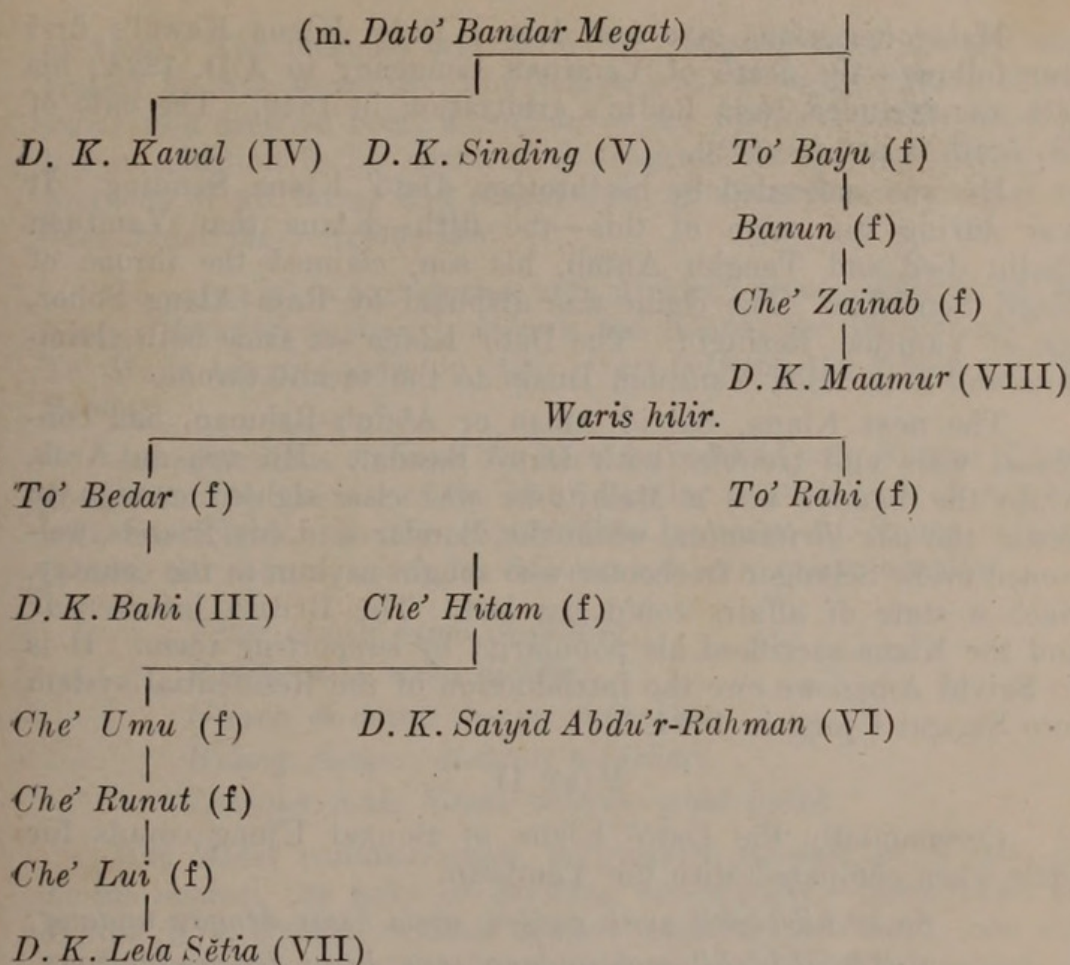 (m. Dato' Bandar Megat)
D. K. Kawal (IV) D. K. Sinding (V) To' Bayu (f)
Banun (f)
Che' Zainab (f)
D. K. Maamur (VIII)
Waris hilir.
To' Bedar (f) To' Rahi (f)
D. K. Bahi (III) Che' Hitam (f)
Che' Umu (f) D. K. Saiyid Abdu'r-Rahman (VI)
Che' Runut (f)
Che' Lui (f)
D. K. Lela Sĕtia (VII)